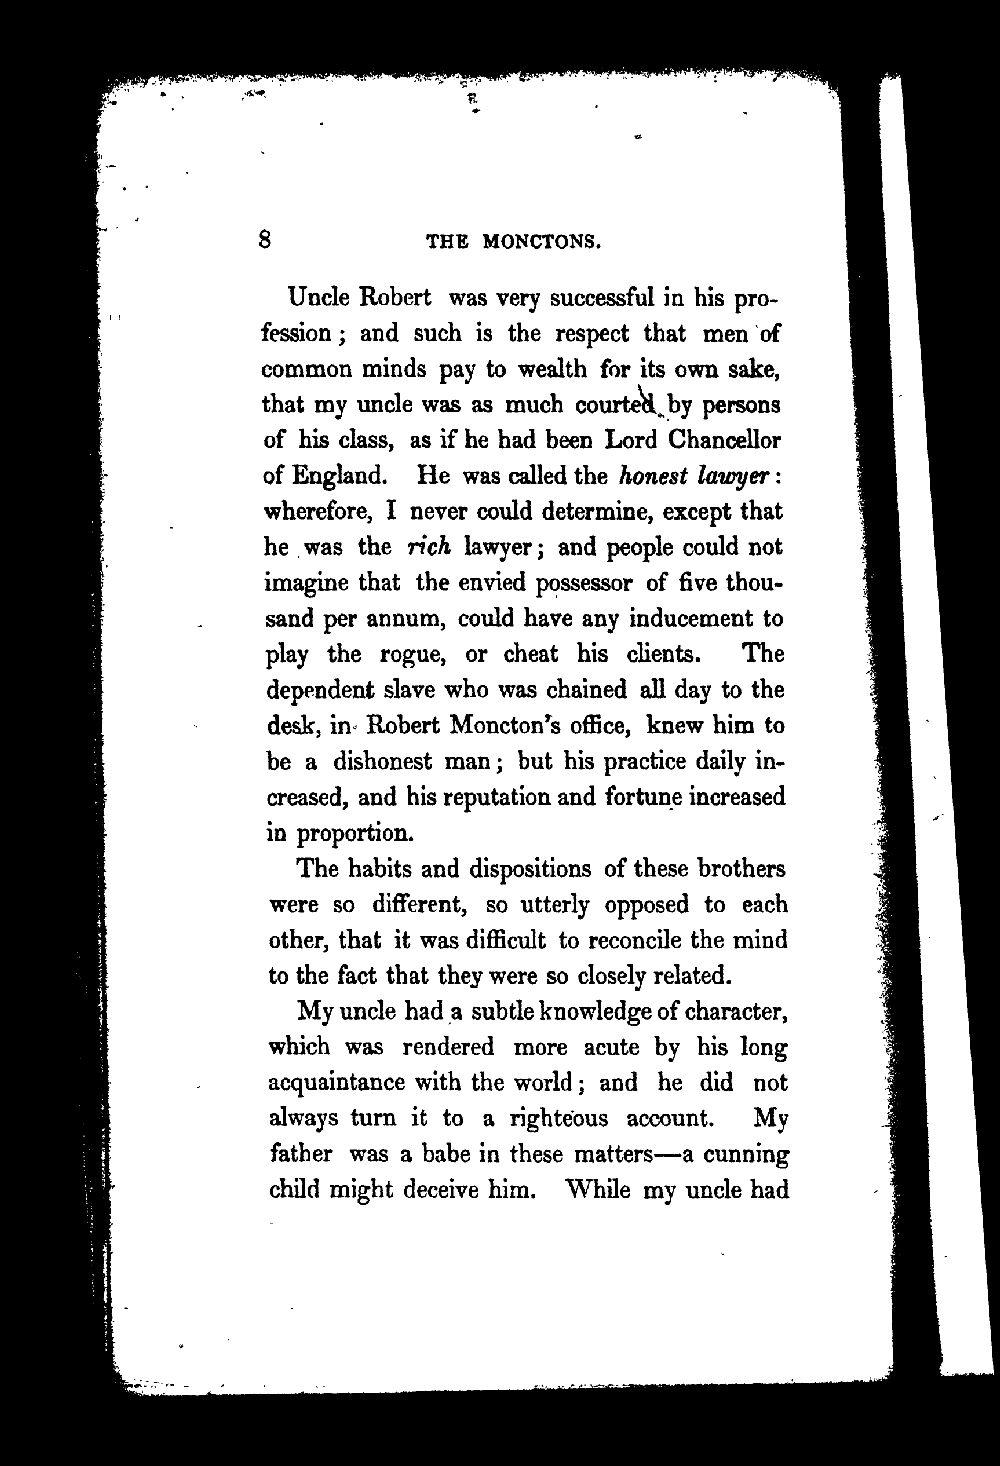 8 THE MONCTONS.
Uncle Robert was very successful in his pro-
fession ; and such is the respect that men of
common minds pay to wealth for its own sake,
that my uncle was as much courted by persons
of his class, as if he had been Lord Chancellor
of England. He was called the honest lawyer :
wherefore, I never could determine, except that
he was the rich lawyer ; and people could not
imagine that the envied possessor of five thou-
sand per annum, could have any inducement to
play the rogue, or cheat his clients. The
dependent slave who was chained all day to the
desk, in Robert Moncton's office, knew him to
be a dishonest man ; but his practice daily in-
creased, and his reputation and fortune increased
in proportion.
The habits and dispositions of these brothers
were so different, so utterly opposed to each
other, that it was difficult to reconcile the mind
to the fact that they were so closely related.
My uncle had a subtle knowledge of character,
which was rendered more acute by his long
acquaintance with the world ; and he did not
always turn it to a righteous account. My
father was a babe in these matters—a cunning
child might deceive him. While my uncle had